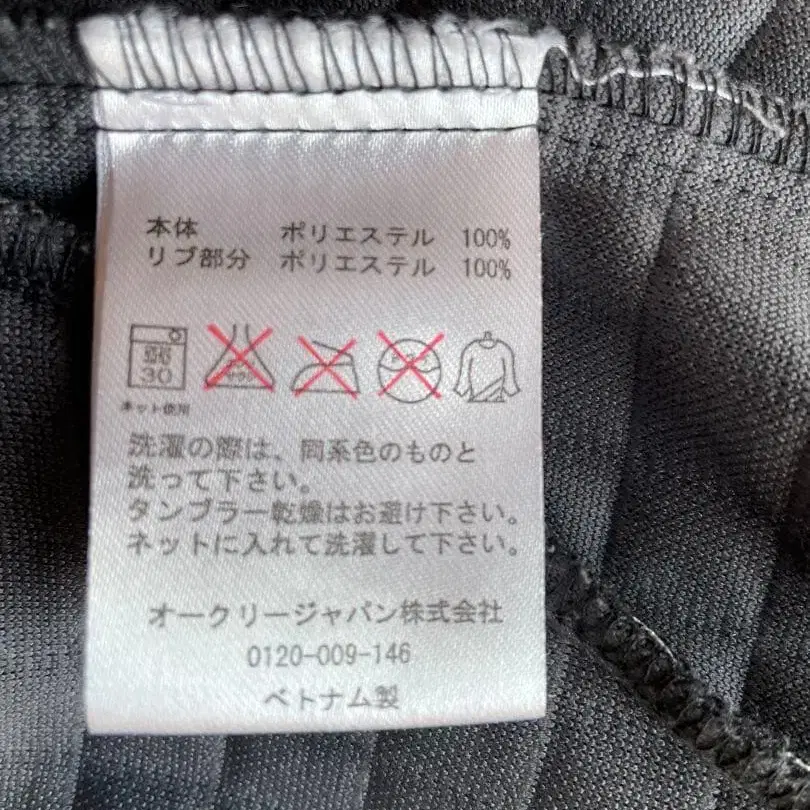 本体 ポリエステル 100%
リブ部分 ポリエステル 100%
30
ネット使用
洗濯の際は、同系色のものと
洗って下さい。
タンブラー乾燥はお避け下さい。
ネットに入れて洗濯して下さい。
オークリージャパン株式会社
0120-009-146
ベトナム製